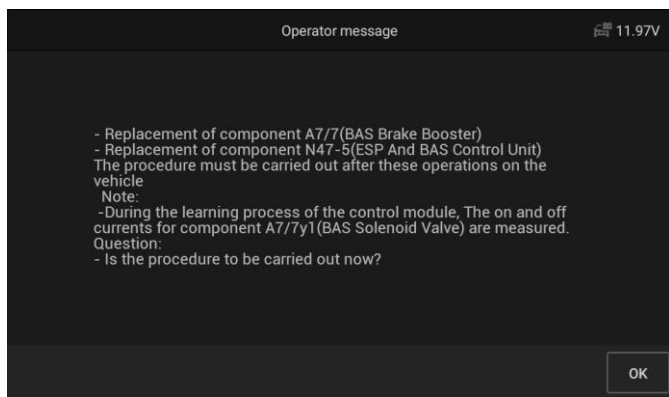 Operator message
11.97V
- Replacement of component A7/7(BAS Brake Booster)
- Replacement of component N47-5(ESP And BAS Control Unit)
The procedure must be carried out after these operations on the
vehicle
Note:
-During the learning process of the control module, The on and off
currents for component A7/7y1(BAS Solenoid Valve) are measured.
Question:
- Is the procedure to be carried out now?
OK